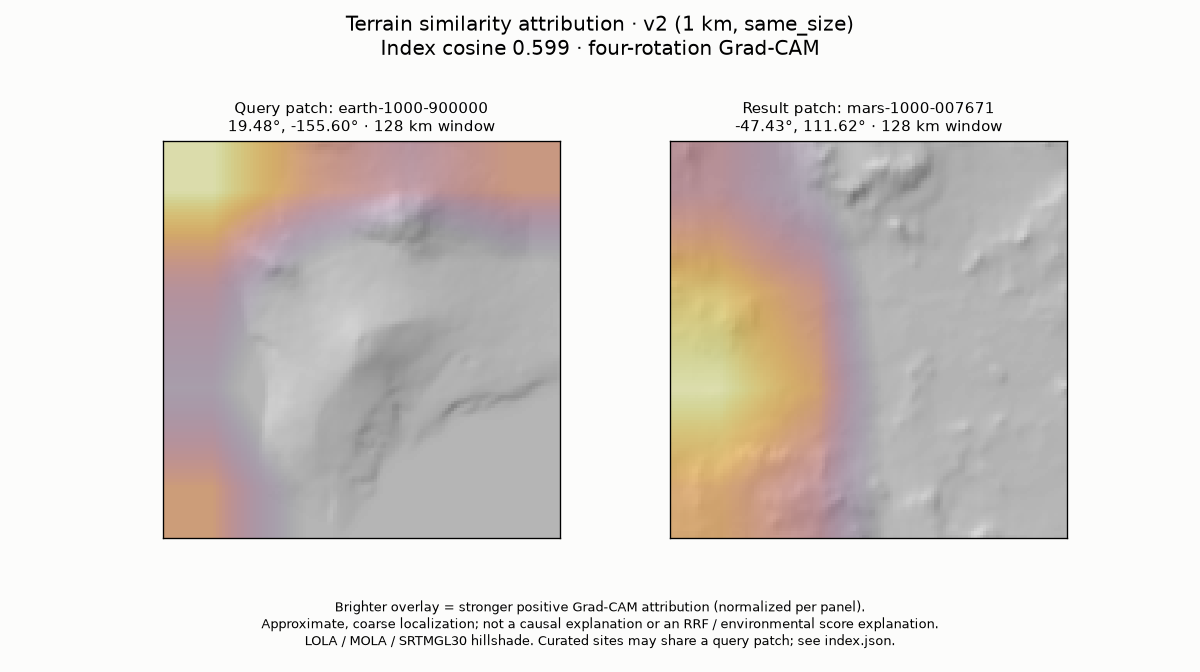 Terrain similarity attribution · v2 (1 km, same_size)
Index cosine 0.599 · four-rotation Grad-CAM
Query patch: earth-1000-900000
19.48°, -155.60° · 128 km window
Result patch: mars-1000-007671
-47.43°, 111.62° · 128 km window
Brighter overlay = stronger positive Grad-CAM attribution (normalized per panel).
Approximate, coarse localization; not a causal explanation or an RRF / environmental score explanation.
LOLA / MOLA / SRTMGL30 hillshade. Curated sites may share a query patch; see index.json.